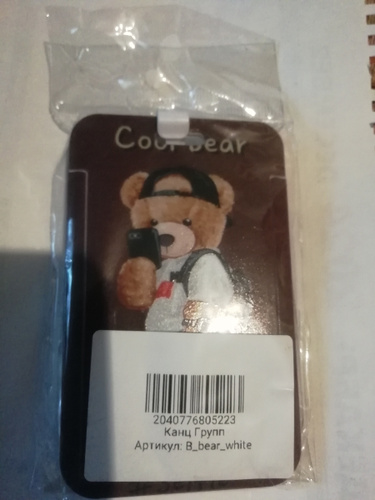 Cool bear
2040776805223
Канц Групп
Артикул: B_bear_white